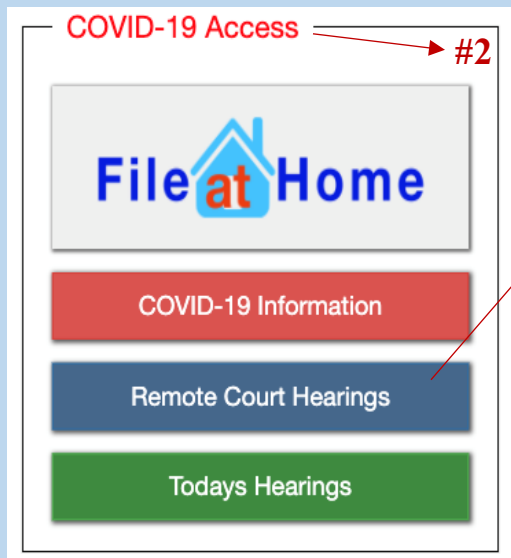 COVID-19 Access
#2
File at Home
COVID-19 Information
Remote Court Hearings
Todays Hearings